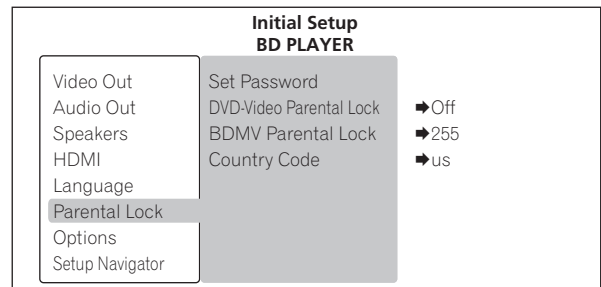 Initial Setup
BD PLAYER
Video Out
Audio Out
Speakers
HDMI
Language
Parental Lock
Options
Setup Navigator
Set Password
DVD-Video Parental Lock ➡Off
BDMV Parental Lock ➡255
Country Code ➡us